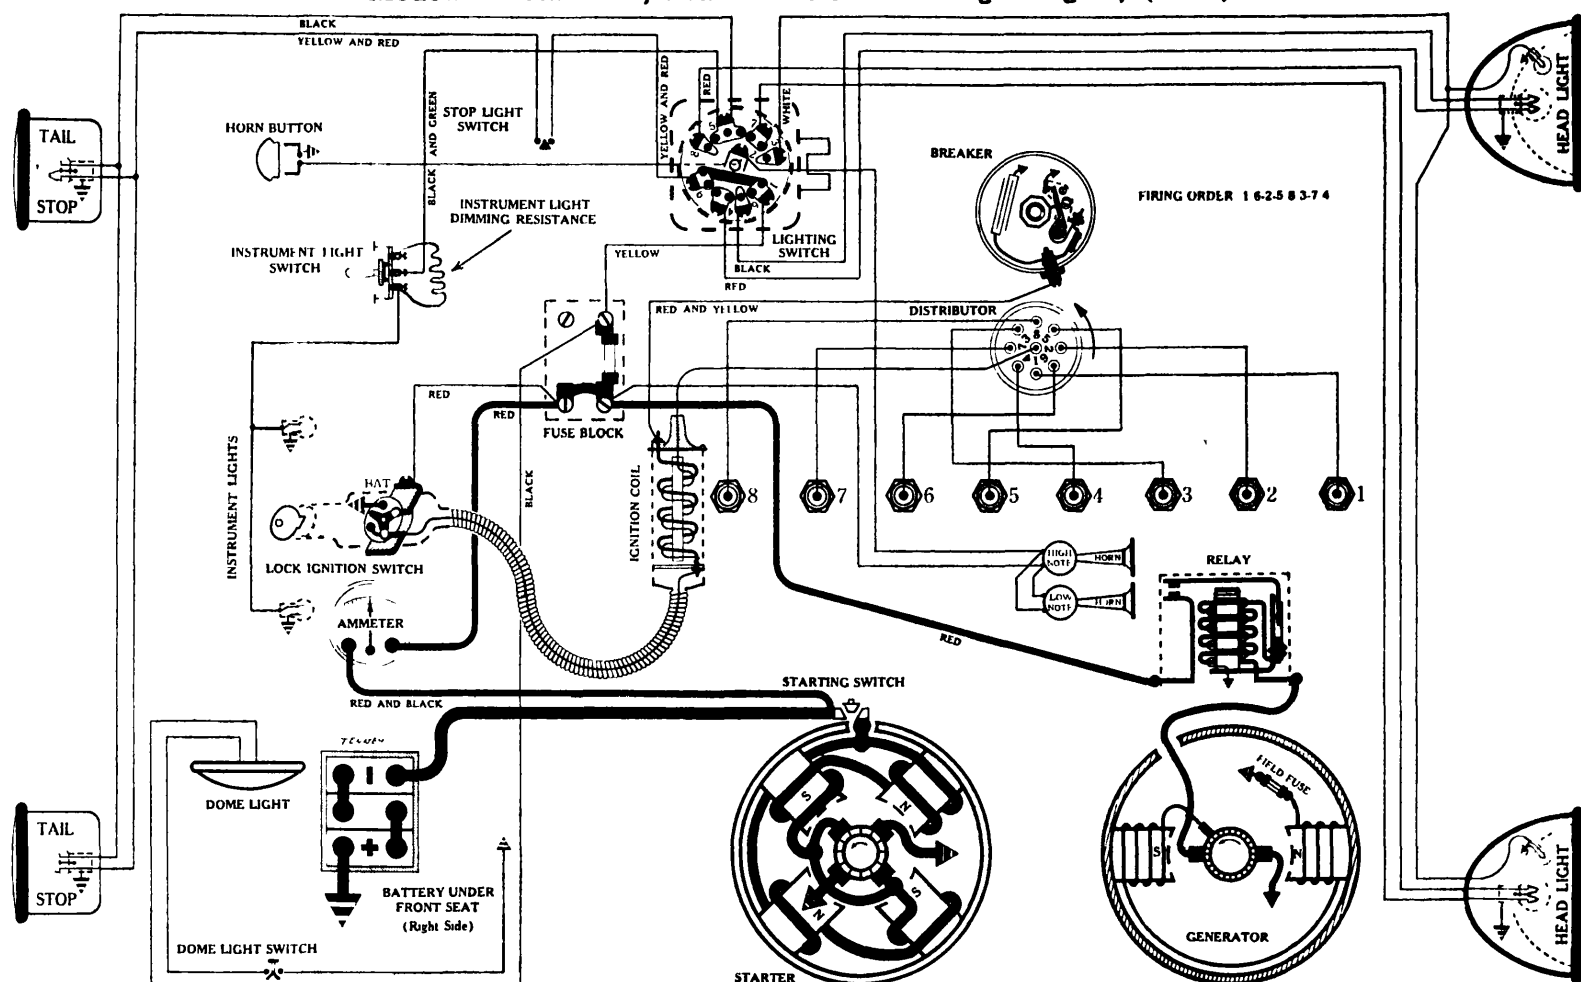 BLACK
YELLOW AND RED
TAIL
STOP
HORN BUTTON
BLACK AND GREEN
STOP LIGHT
SWITCH
YELLOW AND RED
RED
WHITE
HEAD LIGHT
BREAKER
FIRING ORDER 1 6-2-5 8 3-7 4
INSTRUMENT LIGHT
DIMMING RESISTANCE
INSTRUMENT LIGHT
SWITCH
LIGHTING
SWITCH
YELLOW
BLACK
RED
RED AND YELLOW
DISTRIBUTOR
RED
RED
FUSE BLOCK
INSTRUMENT LIGHTS
BAT
BLACK
IGNITION COIL
8
7
6
5
4
3
2
1
LOCK IGNITION SWITCH
HIGH
NOTE
HORN
LOW
NOTE
HORN
RELAY
AMMETER
RED
RED AND BLACK
STARTING SWITCH
DOME LIGHT
FIELD FUSE
S
N
S
N
S
N
TAIL
STOP
BATTERY UNDER
FRONT SEAT
(Right Side)
DOME LIGHT SWITCH
STARTER
GENERATOR
HEAD LIGHT